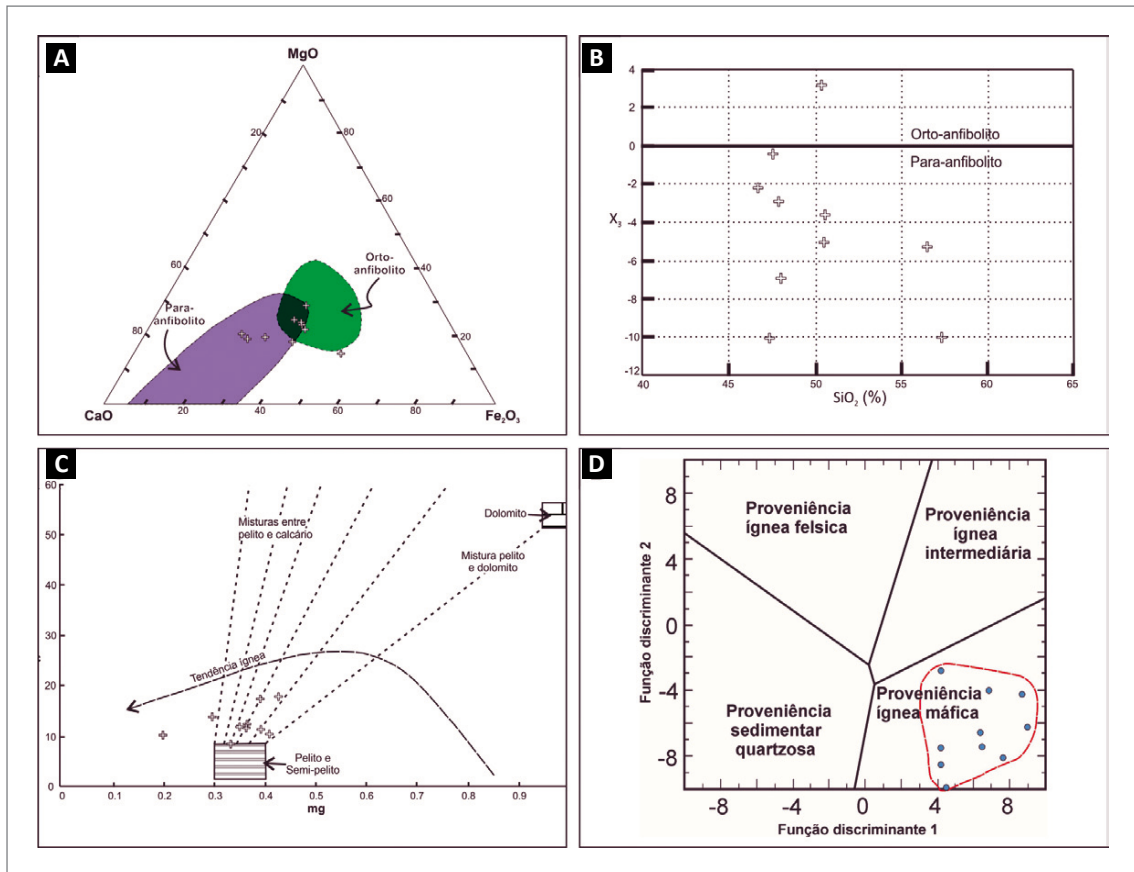 A
MgO
20
80
40
60
Orto-
anfibolito
60
40
Para-
anfibolito
80
20
CaO
20
40
60
80
Fe₂O₃
B
4
2
0
-2
X₃
-4
-6
-8
-10
-12
Orto-anfibolito
Para-anfibolito
40
45
50
55
60
65
SiO₂ (%)
C
60
50
40
30
20
10
0
Misturas entre
pelito e calcário
Dolomito
Mistura pelito
e dolomito
Tendência ígnea
Pelito e
Semi-pelito
0
0.1
0.2
0.3
0.4
0.5
0.6
0.7
0.8
0.9
mg
D
8
4
0
-4
-8
Função discriminante 2
Proveniência
ígnea felsica
Proveniência
ígnea
intermediária
Proveniência
ígnea máfica
Proveniência
sedimentar
quartzosa
-8
-4
0
4
8
Função discriminante 1